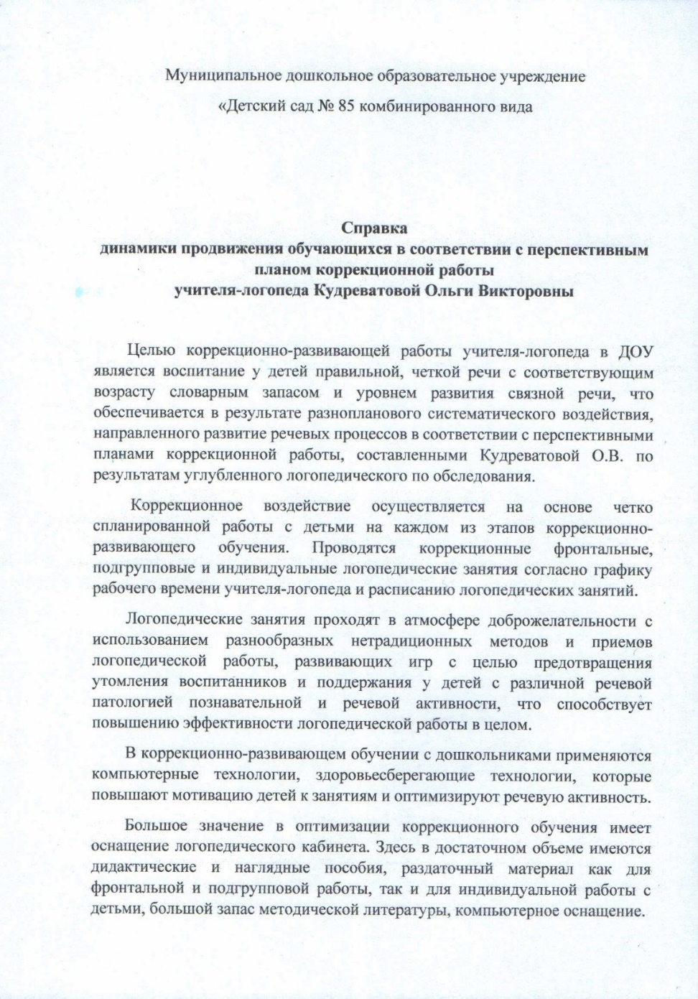 Муниципальное дошкольное образовательное учреждение
«Детский сад № 85 комбинированного вида
Справка
динамики продвижения обучающихся в соответствии с перспективным
планом коррекционной работы
учителя-логопеда Кудреватовой Ольги Викторовны
Целью коррекционно-развивающей работы учителя-логопеда в ДОУ
является воспитание у детей правильной, четкой речи с соответствующим
возрасту словарным запасом и уровнем развития связной речи, что
обеспечивается в результате разнопланового систематического воздействия,
направленного развитие речевых процессов в соответствии с перспективными
планами коррекционной работы, составленными Кудреватовой О.В. по
результатам углубленного логопедического по обследования.
Коррекционное воздействие осуществляется на основе четко
спланированной работы с детьми на каждом из этапов коррекционно-
развивающего обучения. Проводятся коррекционные фронтальные,
подгрупповые и индивидуальные логопедические занятия согласно графику
рабочего времени учителя-логопеда и расписанию логопедических занятий.
Логопедические занятия проходят в атмосфере доброжелательности с
использованием разнообразных нетрадиционных методов и приемов
логопедической работы, развивающих игр с целью предотвращения
утомления воспитанников и поддержания у детей с различной речевой
патологией познавательной и речевой активности, что способствует
повышению эффективности логопедической работы в целом.
В коррекционно-развивающем обучении с дошкольниками применяются
компьютерные технологии, здоровьесберегающие технологии, которые
повышают мотивацию детей к занятиям и оптимизируют речевую активность.
Большое значение в оптимизации коррекционного обучения имеет
оснащение логопедического кабинета. Здесь в достаточном объеме имеются
дидактические и наглядные пособия, раздаточный материал как для
фронтальной и подгрупповой работы, так и для индивидуальной работы с
детьми, большой запас методической литературы, компьютерное оснащение.